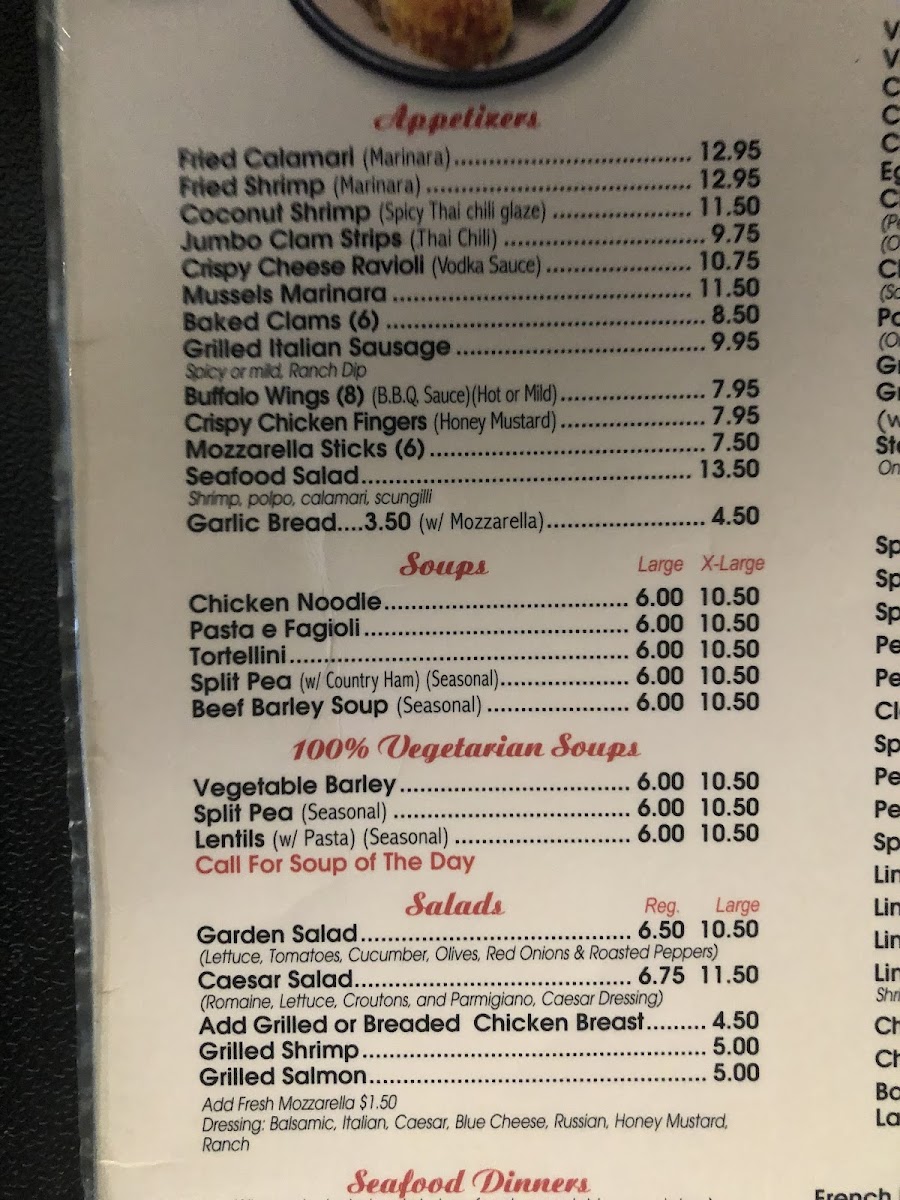 Appetizers
Fried Calamari (Marinara)............................ 12.95
Fried Shrimp (Marinara)............................... 12.95
Coconut Shrimp (Spicy Thai chili glaze) ................ 11.50
Jumbo Clam Strips (Thai Chili) ........................ 9.75
Crispy Cheese Ravioli (Vodka Sauce)................. 10.75
Mussels Marinara ................................... 11.50
Baked Clams (6) ..................................... 8.50
Grilled Italian Sausage ............................. 9.95
Spicy or mild, Ranch Dip
Buffalo Wings (8) (B.B.Q. Sauce)(Hot or Mild)................. 7.95
Crispy Chicken Fingers (Honey Mustard)................. 7.95
Mozzarella Sticks (6)................................ 7.50
Seafood Salad....................................... 13.50
Shrimp, polpo, calamari, scungilli
Garlic Bread....3.50 (w/ Mozzarella)...................... 4.50
Soups Large X-Large
Chicken Noodle.............................. 6.00 10.50
Pasta e Fagioli................................ 6.00 10.50
Tortellini........................................ 6.00 10.50
Split Pea (w/ Country Ham) (Seasonal)............... 6.00 10.50
Beef Barley Soup (Seasonal) ................. 6.00 10.50
100% Vegetarian Soups
Vegetable Barley............................ 6.00 10.50
Split Pea (Seasonal) ............................ 6.00 10.50
Lentils (w/ Pasta) (Seasonal) ..................... 6.00 10.50
Call For Soup of The Day
Salads Reg. Large
Garden Salad.................................. 6.50 10.50
(Lettuce, Tomatoes, Cucumber, Olives, Red Onions & Roasted Peppers)
Caesar Salad.................................. 6.75 11.50
(Romaine, Lettuce, Croutons, and Parmigiano, Caesar Dressing)
Add Grilled or Breaded Chicken Breast......... 4.50
Grilled Shrimp........................................... 5.00
Grilled Salmon.......................................... 5.00
Add Fresh Mozzarella $1.50
Dressing: Balsamic, Italian, Caesar, Blue Cheese, Russian, Honey Mustard,
Ranch
Seafood Dinners
French